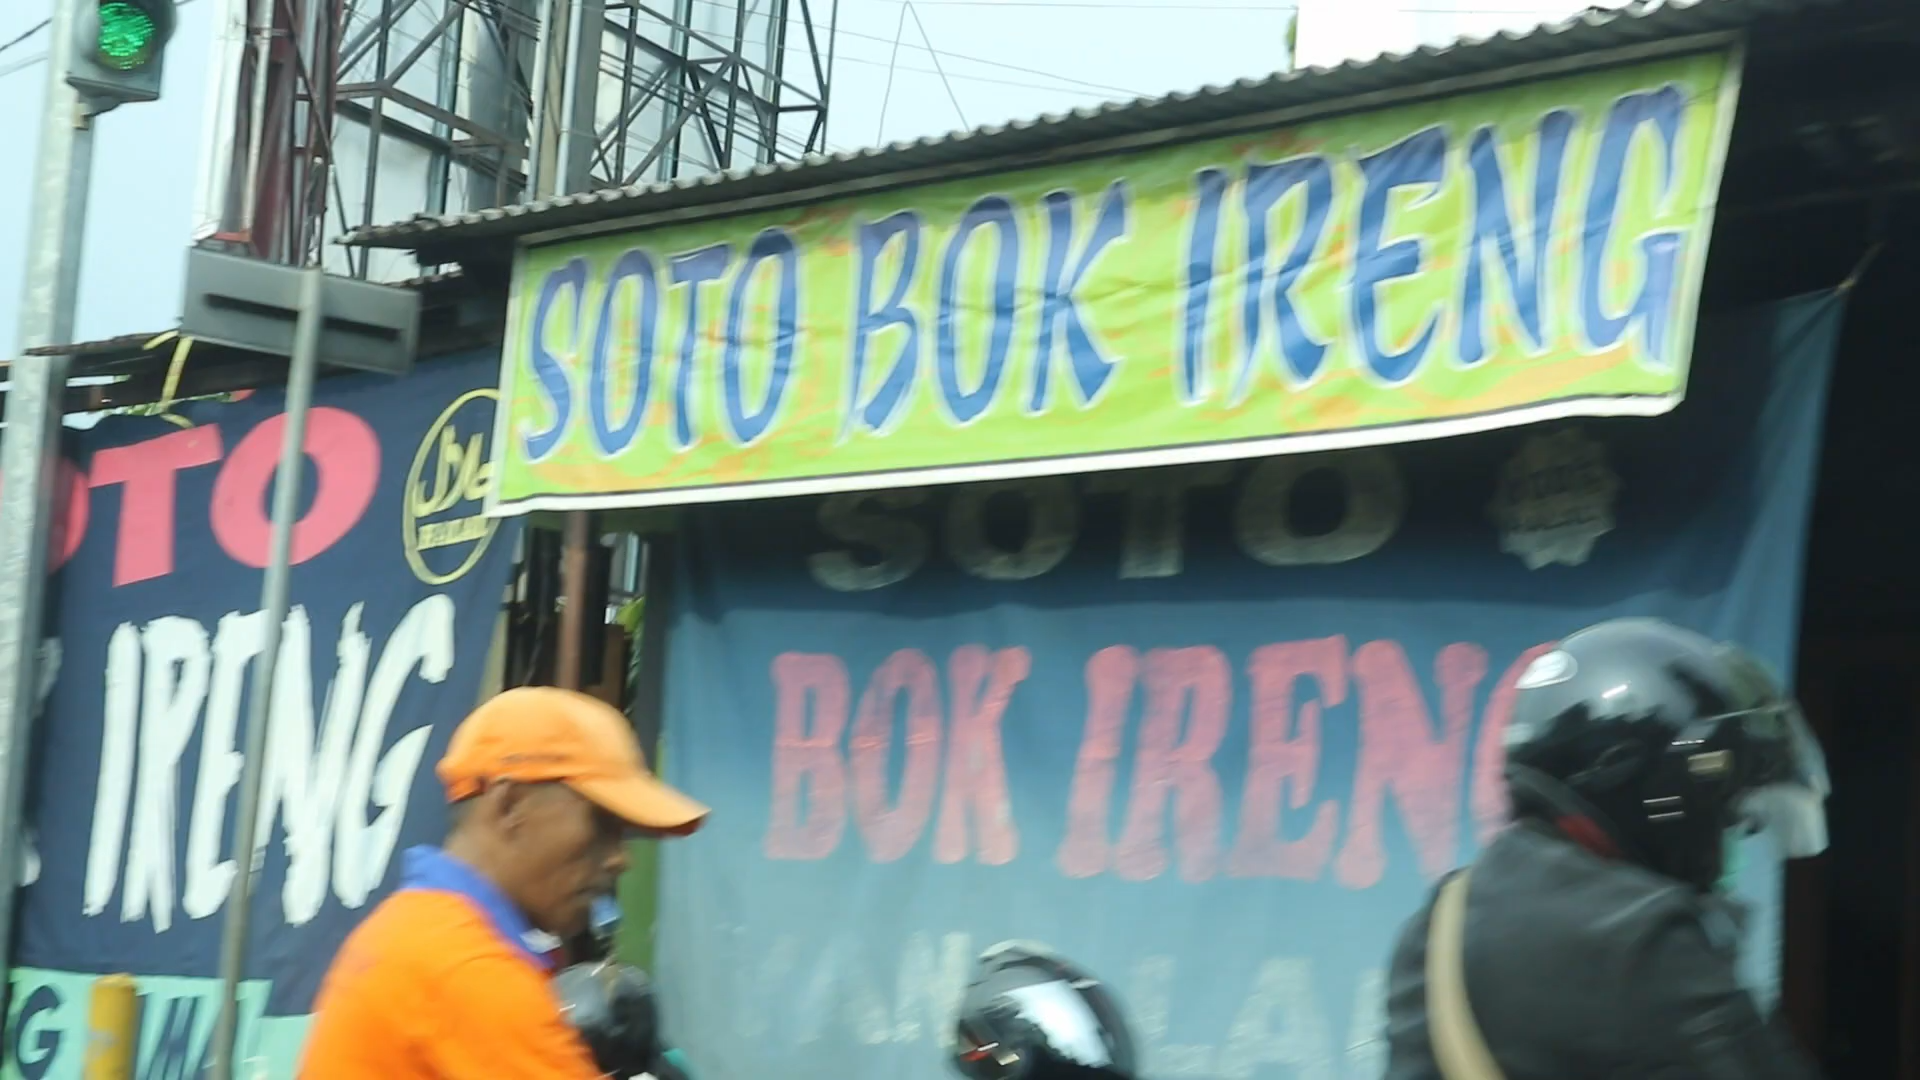 SOTO BOK IRENG
OTO
IRENG
SOTO
BOK IRENG